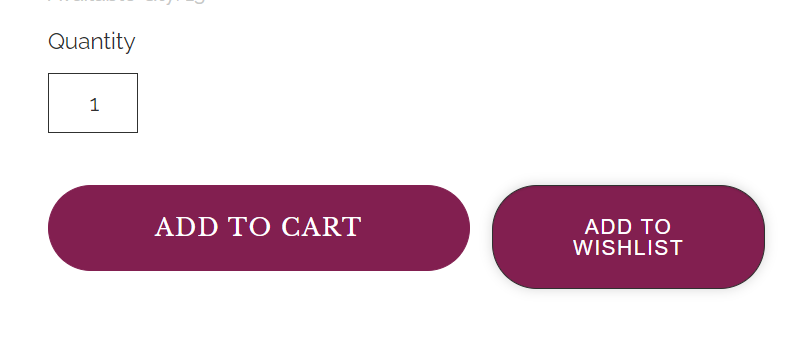 Quantity
1
ADD TO CART
ADD TO
WISHLIST